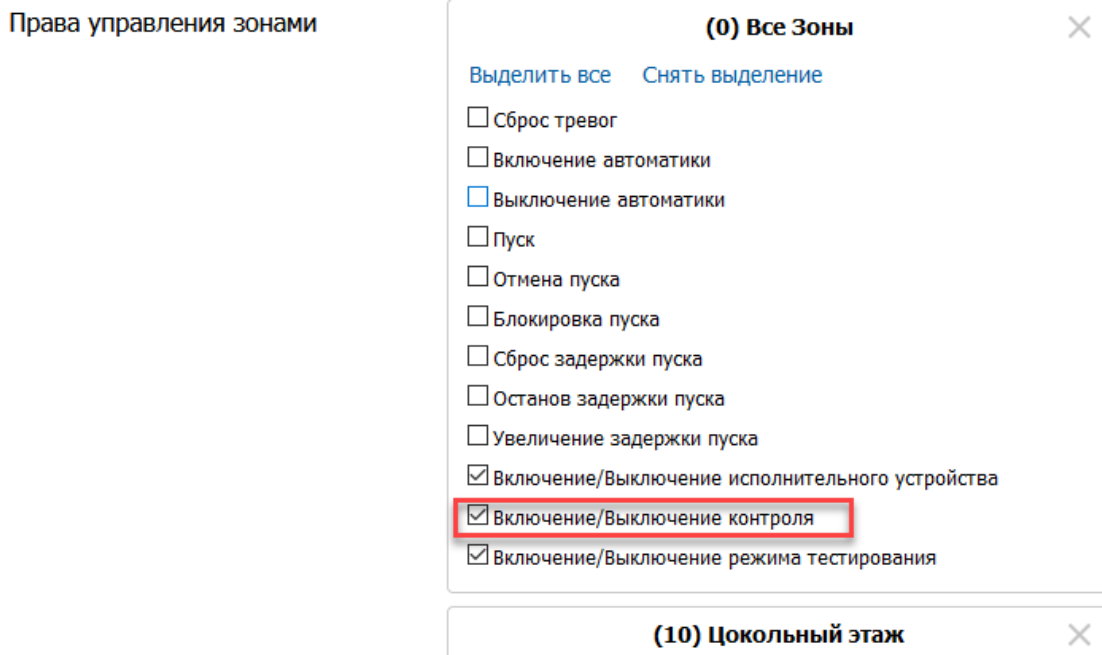 Права управления зонами
(0) Все Зоны
Выделить все Снять выделение
Сброс тревог
Включение автоматики
Выключение автоматики
Пуск
Отмена пуска
Блокировка пуска
Сброс задержки пуска
Останов задержки пуска
Увеличение задержки пуска
Включение/Выключение исполнительного устройства
Включение/Выключение контроля
Включение/Выключение режима тестирования
(10) Цокольный этаж